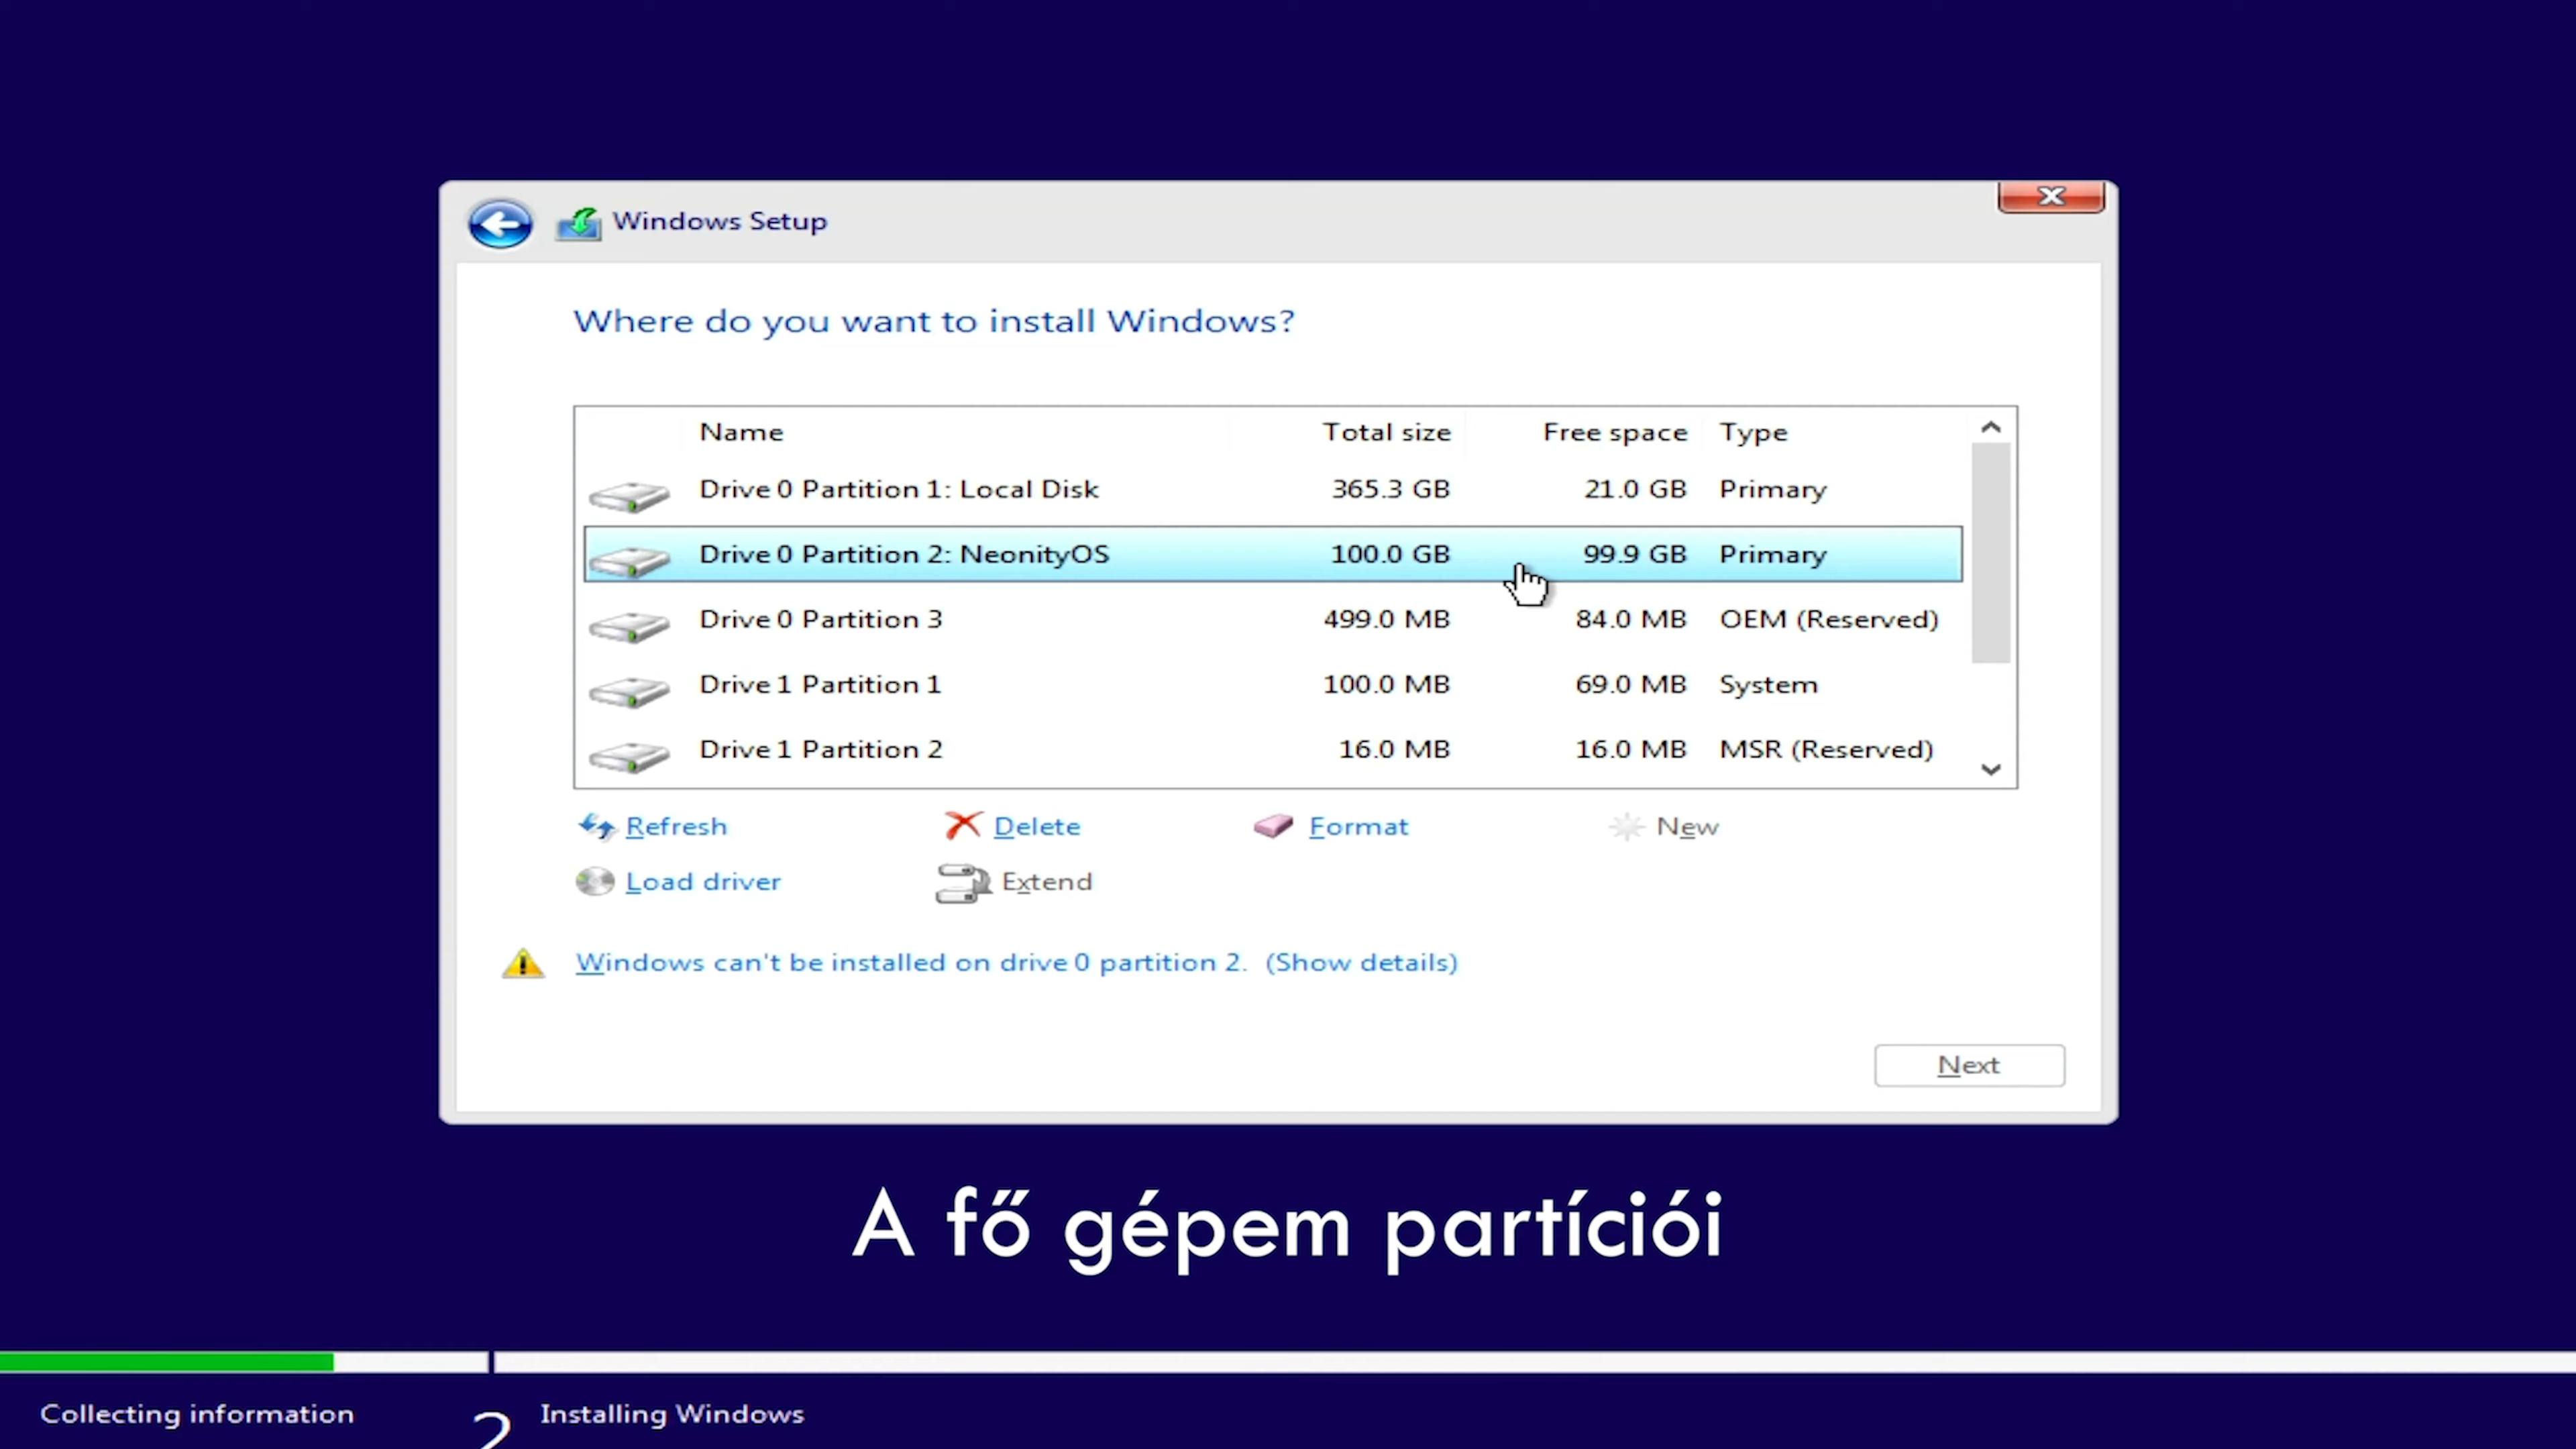 Windows Setup
Where do you want to install Windows?
Name Total size Free space Type
Drive 0 Partition 1: Local Disk 365.3 GB 21.0 GB Primary
Drive 0 Partition 2: NeonityOS 100.0 GB 99.9 GB Primary
Drive 0 Partition 3 499.0 MB 84.0 MB OEM (Reserved)
Drive 1 Partition 1 100.0 MB 69.0 MB System
Drive 1 Partition 2 16.0 MB 16.0 MB MSR (Reserved)
Refresh Delete Format New
Load driver Extend
Windows can't be installed on drive 0 partition 2. (Show details)
Next
A fő gépem partíciói
Collecting information 2 Installing Windows